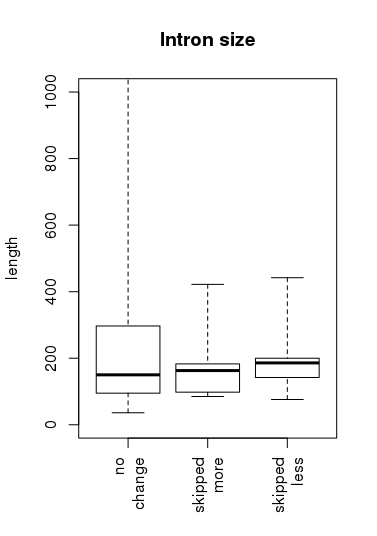 Intron size
length
1000
800
600
400
200
0
no
change
skipped
more
skipped
less